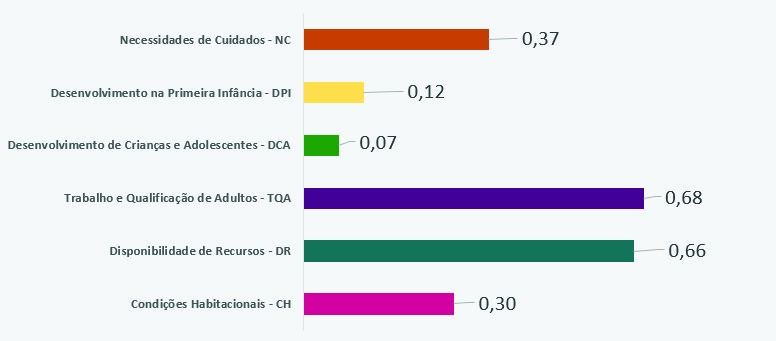 Necessidades de Cuidados - NC 0,37
Desenvolvimento na Primeira Infância - DPI 0,12
Desenvolvimento de Crianças e Adolescentes - DCA 0,07
Trabalho e Qualificação de Adultos - TQA 0,68
Disponibilidade de Recursos - DR 0,66
Condições Habitacionais - CH 0,30